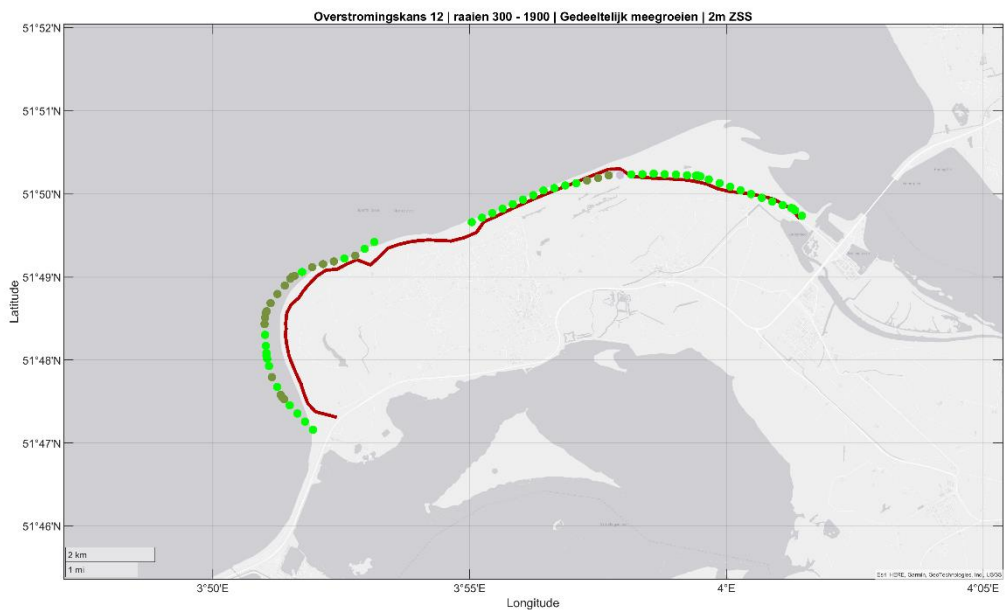 Overstromingskans 12 | raaien 300 - 1900 | Gedeeltelijk meegroeien | 2m ZSS
51°52'N
51°51'N
51°50'N
51°49'N
51°48'N
51°47'N
51°46'N
Latitude
2 km
1 mi
Esri, HERE, Garmin, GeoTechnologies, Inc., USGS
3°50'E
3°55'E
4°E
4°05'E
Longitude